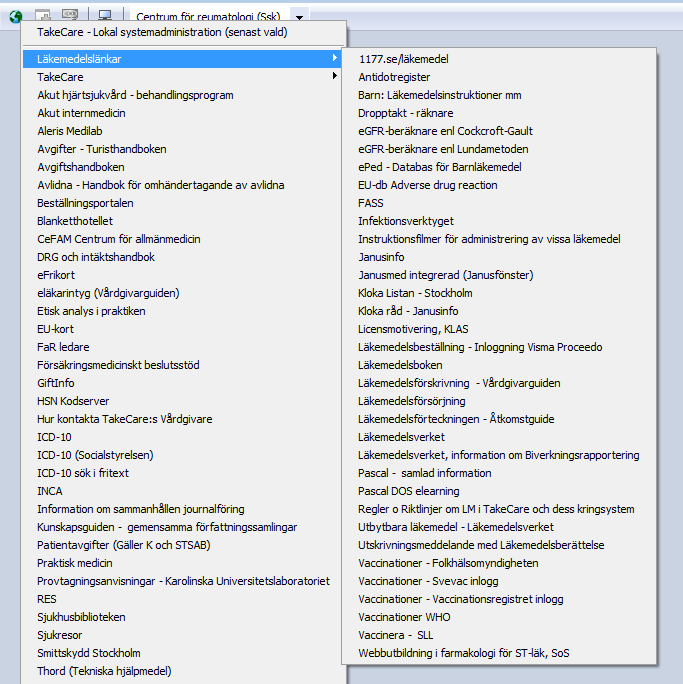 Centrum för reumatologi (Ssk)
TakeCare - Lokal systemadministration (senast vald)
Läkemedelslänkar
TakeCare
Akut hjärtsjukvård - behandlingsprogram
Akut internmedicin
Aleris Medilab
Avgifter - Turisthandboken
Avgiftshandboken
Avlidna - Handbok för omhändertagande av avlidna
Beställningsportalen
Blanketthotellet
CeFAM Centrum för allmänmedicin
DRG och intäktshandbok
eFrikort
eläkarintyg (Vårdgivarguiden)
Etisk analys i praktiken
EU-kort
FaR ledare
Försäkringsmedicinskt beslutsstöd
GiftInfo
HSN Kodserver
Hur kontakta TakeCare:s Vårdgivare
ICD-10
ICD-10 (Socialstyrelsen)
ICD-10 sök i fritext
INCA
Information om sammanhållen journalföring
Kunskapsguiden - gemensamma författningssamlingar
Patientavgifter (Gäller K och STSAB)
Praktisk medicin
Provtagningsanvisningar - Karolinska Universitetslaboratoriet
RES
Sjukhusbiblioteken
Sjukresor
Smittskydd Stockholm
Thord (Tekniska hjälpmedel)
1177.se/läkemedel
Antidotregister
Barn: Läkemedelsinstruktioner mm
Dropptakt - räknare
eGFR-beräknare enl Cockcroft-Gault
eGFR-beräknare enl Lundametoden
ePed - Databas för Barnläkemedel
EU-db Adverse drug reaction
FASS
Infektionsverktyget
Instruktionsfilmer för administrering av vissa läkemedel
Janusinfo
Janusmed integrerad (Janusfönster)
Kloka Listan - Stockholm
Kloka råd - Janusinfo
Licensmotivering, KLAS
Läkemedelsbeställning - Inloggning Visma Proceedo
Läkemedelsboken
Läkemedelsförskrivning - Vårdgivarguiden
Läkemedelsförsörjning
Läkemedelsförteckningen - Åtkomstguide
Läkemedelsverket
Läkemedelsverket, information om Biverkningsrapportering
Pascal - samlad information
Pascal DOS elearning
Regler o Riktlinjer om LM i TakeCare och dess kringsystem
Utbytbara läkemedel - Läkemedelsverket
Utskrivningsmeddelande med Läkemedelsberättelse
Vaccinationer - Folkhälsomyndigheten
Vaccinationer - Svevac inlogg
Vaccinationer - Vaccinationsregistret inlogg
Vaccinationer WHO
Vaccinera - SLL
Webbutbildning i farmakologi för ST-läk, SoS